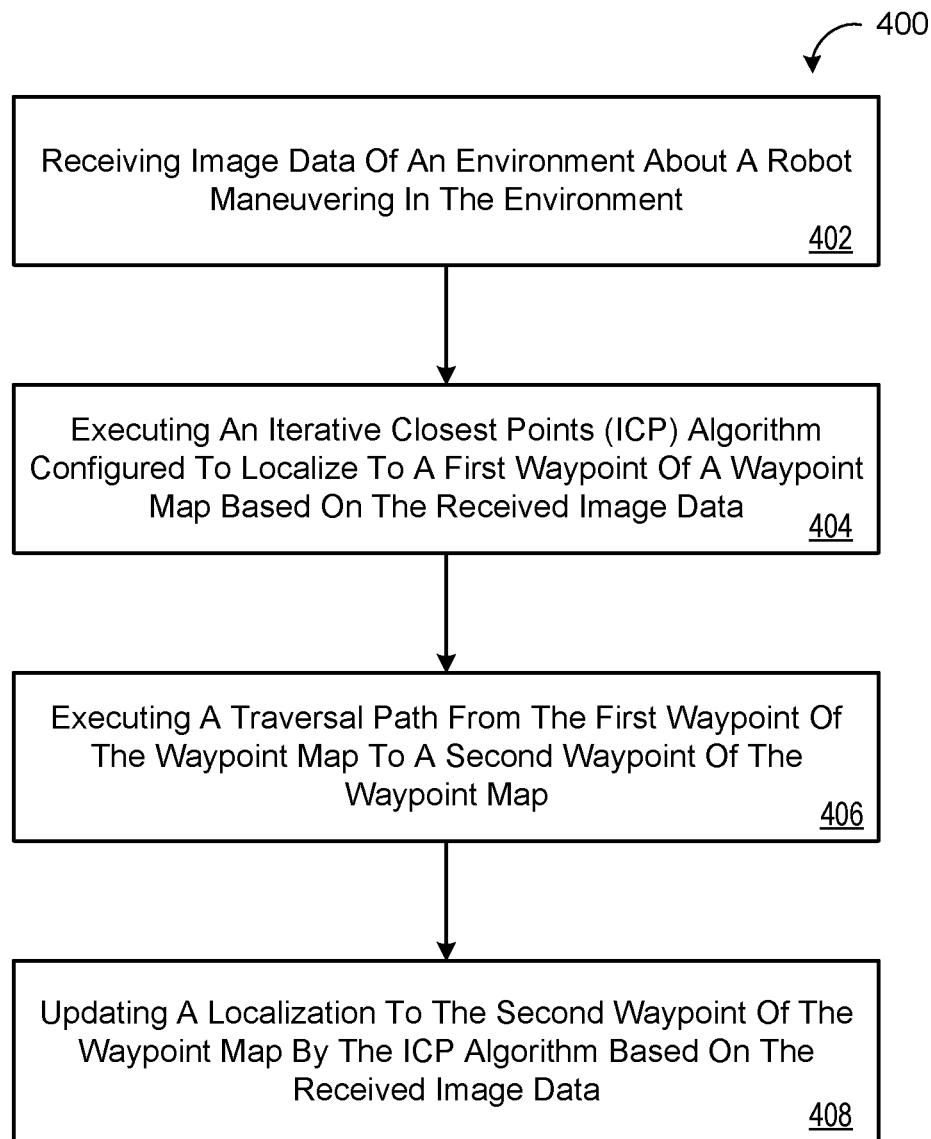 400
Receiving Image Data Of An Environment About A Robot
Maneuvering In The Environment
402
Executing An Iterative Closest Points (ICP) Algorithm
Configured To Localize To A First Waypoint Of A Waypoint
Map Based On The Received Image Data
404
Executing A Traversal Path From The First Waypoint Of
The Waypoint Map To A Second Waypoint Of The
Waypoint Map
406
Updating A Localization To The Second Waypoint Of The
Waypoint Map By The ICP Algorithm Based On The
Received Image Data
408